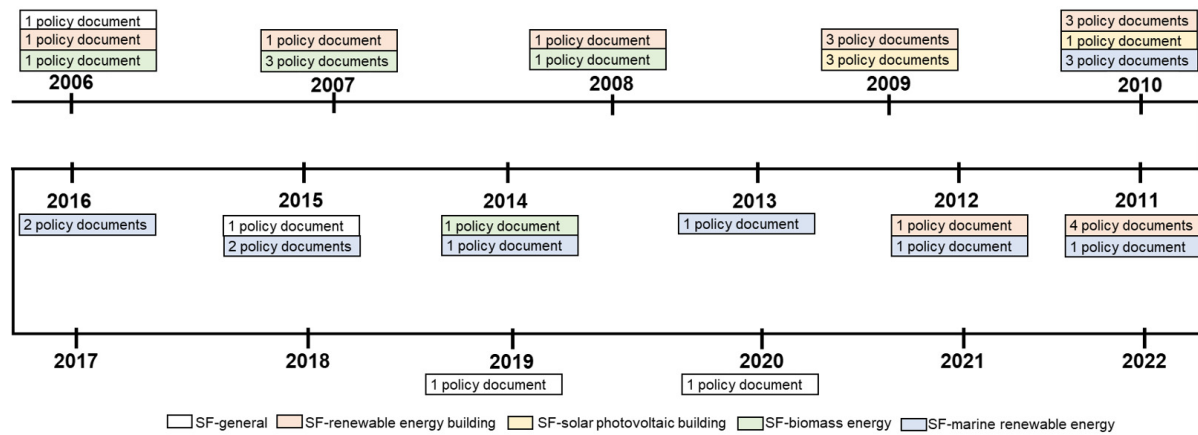 1 policy document
1 policy document
1 policy document
2006
1 policy document
3 policy documents
2007
1 policy document
1 policy document
2008
3 policy documents
3 policy documents
2009
3 policy documents
1 policy document
3 policy documents
2010
2016
2 policy documents
2015
1 policy document
2 policy documents
2014
1 policy document
1 policy document
2013
1 policy document
2012
1 policy document
1 policy document
2011
4 policy documents
1 policy document
2017
2018
2019
1 policy document
2020
1 policy document
2021
2022
SF-general
SF-renewable energy building
SF-solar photovoltaic building
SF-biomass energy
SF-marine renewable energy